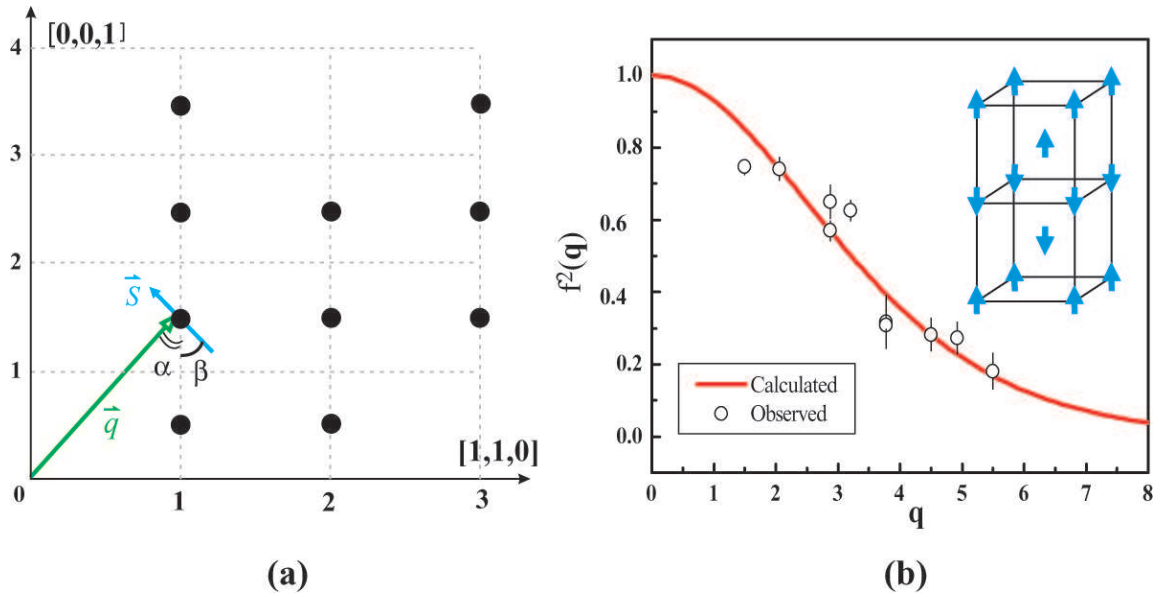 [0,0,1]
4
3
2
1
0
1
2
3
[1,1,0]
S
α
β
q
(a)
f²(q)
1.0
0.8
0.6
0.4
0.2
0.0
Calculated
Observed
0
1
2
3
4
5
6
7
8
q
(b)